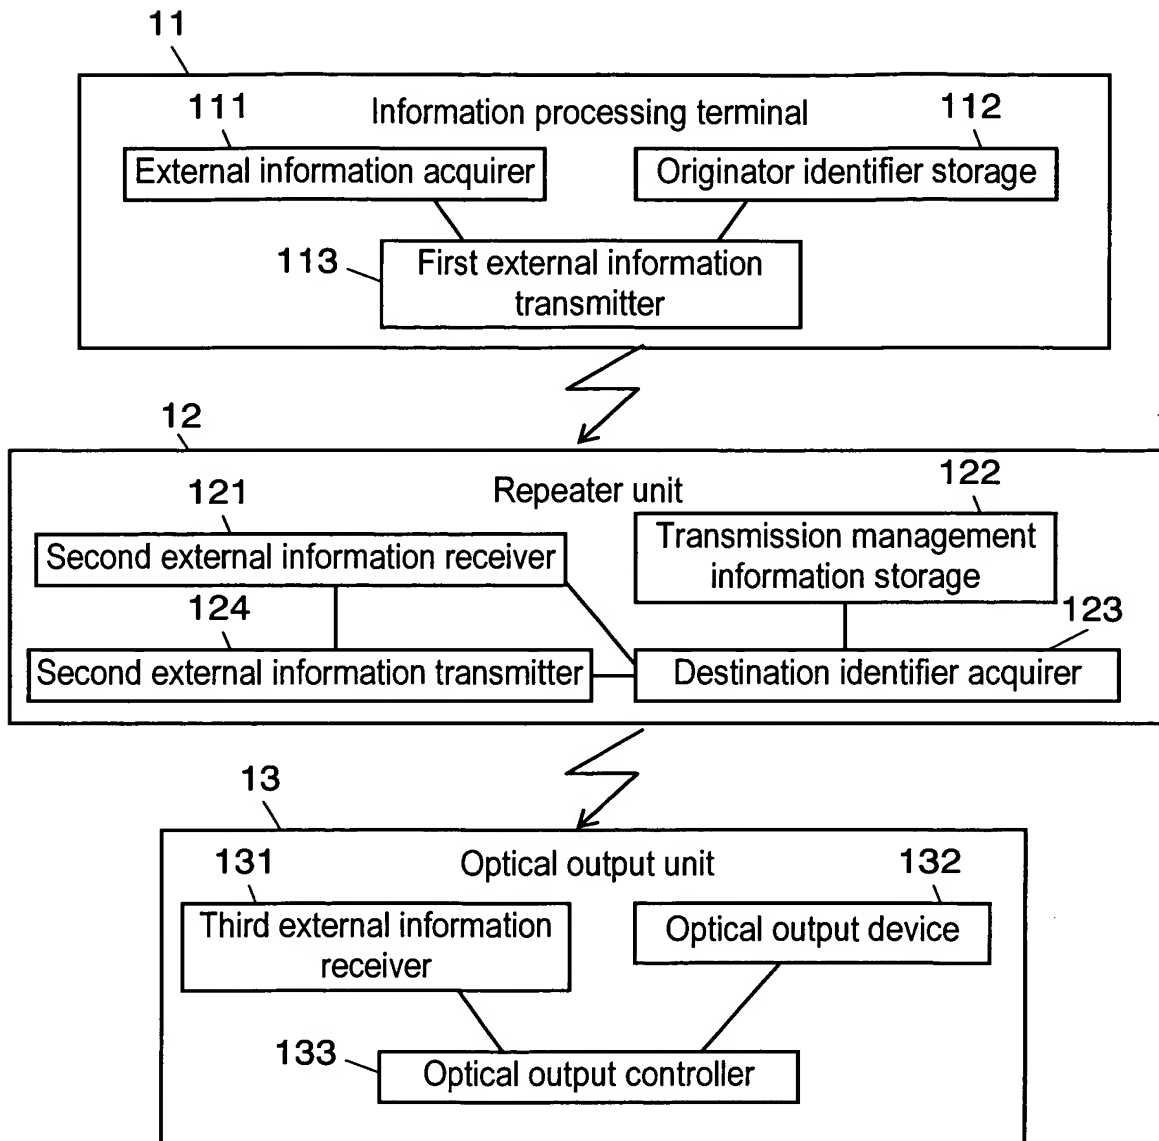 11
111
Information processing terminal
112
External information acquirer
Originator identifier storage
113
First external information
transmitter
12
121
Repeater unit
122
Second external information receiver
Transmission management
information storage
124
123
Second external information transmitter
Destination identifier acquirer
13
131
Optical output unit
132
Third external information
receiver
Optical output device
133
Optical output controller